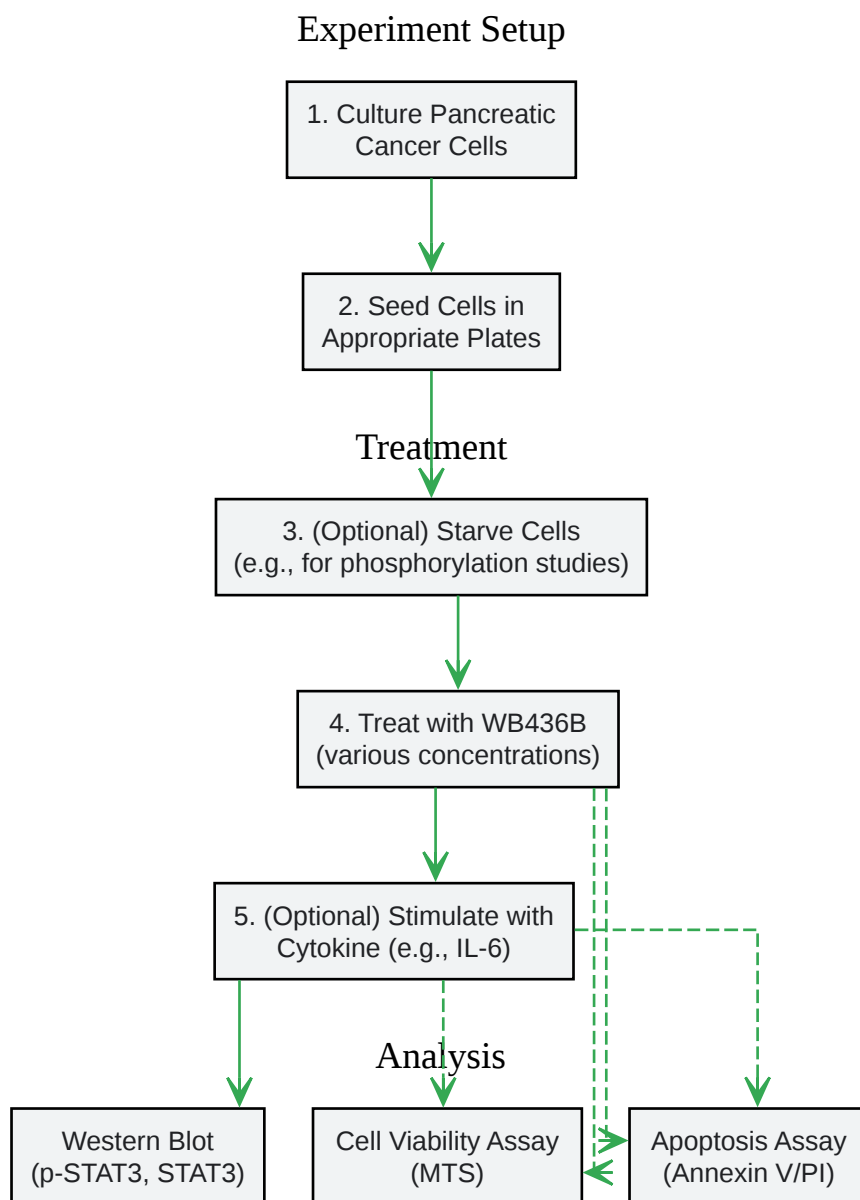 Experiment Setup
1. Culture Pancreatic
Cancer Cells
2. Seed Cells in
Appropriate Plates
Treatment
3. (Optional) Starve Cells
(e.g., for phosphorylation studies)
4. Treat with WB436B
(various concentrations)
5. (Optional) Stimulate with
Cytokine (e.g., IL-6)
Analysis
Western Blot
(p-STAT3, STAT3)
Cell Viability Assay
(MTS)
Apoptosis Assay
(Annexin V/PI)